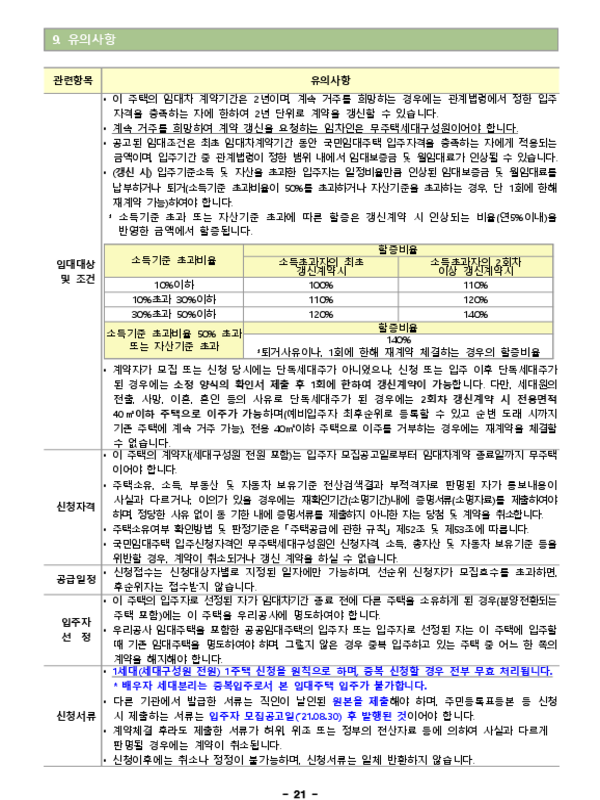 9. 유의사항
관련항목 유의사항
임대대상 및 조건
• 이 주택의 임대차 계약기간은 2년이며, 계속 거주를 희망하는 경우에는 관계법령에서 정한 입주
자격을 충족하는 자에 한하여 2년 단위로 계약을 갱신할 수 있습니다.
• 계속 거주를 희망하여 계약 갱신을 요청하는 임차인은 무주택세대구성원이어야 합니다.
• 공고된 임대조건은 최초 임대차계약기간 동안 국민임대주택 입주자격을 충족하는 자에게 적용되는
금액이며, 입주기간 중 관계법령이 정한 범위 내에서 임대보증금 및 월임대료가 인상될 수 있습니다.
• (갱신 시) 입주기준소득 및 자산을 초과한 입주자는 일정비율만큼 인상된 임대보증금 및 월임대료를
납부하거나 퇴거(소득기준 초과비율이 50%를 초과하거나 자산기준을 초과하는 경우, 단 1회에 한해
재계약 가능)하여야 합니다.
* 소득기준 초과 또는 자산기준 초과에 따른 할증은 갱신계약 시 인상되는 비율(연5%이내)을
반영한 금액에서 할증됩니다.
소득기준 초과비율 할증비율
소득초과자의 최초 갱신계약시 소득초과자의 2회차 이상 갱신계약시
10%이하 100% 110%
10%초과 30%이하 110% 120%
30%초과 50%이하 120% 140%
소득기준 초과비율 50% 초과 또는 자산기준 초과 할증비율
140%
*퇴거사유이나, 1회에 한해 재계약 체결하는 경우의 할증비율
• 계약자가 모집 또는 신청 당시에는 단독세대주가 아니었으나, 신청 또는 입주 이후 단독세대주가
된 경우에는 소정 양식의 확인서 제출 후 1회에 한하여 갱신계약이 가능합니다. 다만, 세대원의
전출, 사망, 이혼, 혼인 등의 사유로 단독세대주가 된 경우에는 2회차 갱신계약 시 전용면적
40㎡이하 주택으로 이주가 가능하며(예비입주자 최후순위로 등록할 수 있고 순번 도래 시까지
기존 주택에 계속 거주 가능), 전용 40㎡이하 주택으로 이주를 거부하는 경우에는 재계약을 체결할
수 없습니다.
신청자격
• 이 주택의 계약자(세대구성원 전원 포함)는 입주자 모집공고일로부터 임대차계약 종료일까지 무주택
이어야 합니다.
• 주택소유, 소득, 부동산 및 자동차 보유기준 전산검색결과 부적격자로 판명된 자가 통보내용이
사실과 다르거나, 이의가 있을 경우에는 재확인기간(소명기간)내에 증명서류(소명자료)를 제출하여야
하며, 정당한 사유 없이 동 기한 내에 증명서류를 제출하지 아니한 자는 당첨 및 계약을 취소합니다.
• 주택소유여부 확인방법 및 판정기준은「주택공급에 관한 규칙」제52조 및 제53조에 따릅니다.
• 국민임대주택 입주신청자격인 무주택세대구성원인 신청자격, 소득, 총자산 및 자동차 보유기준 등을
위반할 경우, 계약이 취소되거나 갱신 계약을 하실 수 없습니다.
공급일정
• 신청접수는 신청대상자별로 지정된 일자에만 가능하며, 선순위 신청자가 모집호수를 초과하면,
후순위자는 접수받지 않습니다.
입주자 선 정
• 이 주택의 입주자로 선정된 자가 임대차기간 종료 전에 다른 주택을 소유하게 된 경우(분양전환되는
주택 포함)에는 이 주택을 우리공사에 명도하여야 합니다.
• 우리공사 임대주택을 포함한 공공임대주택의 입주자 또는 입주자로 선정된 자는 이 주택에 입주할
때 기존 임대주택을 명도하여야 하며, 그렇지 않은 경우 중복 입주하고 있는 주택 중 어느 한 쪽의
계약을 해지해야 합니다.
신청서류
• 1세대(세대구성원 전원) 1주택 신청을 원칙으로 하며, 중복 신청할 경우 전부 무효 처리됩니다.
* 배우자 세대분리는 중복입주로서 본 임대주택 입주가 불가합니다.
• 다른 기관에서 발급한 서류는 직인이 날인된 원본을 제출해야 하며, 주민등록표등본 등 신청
시 제출하는 서류는 입주자 모집공고일('21.08.30) 후 발행된 것이어야 합니다.
• 계약체결 후라도 제출한 서류가 허위, 위조 또는 정부의 전산자료 등에 의하여 사실과 다르게
판명될 경우에는 계약이 취소됩니다.
• 신청이후에는 취소나 정정이 불가능하며, 신청서류는 일체 반환하지 않습니다.
- 21 -